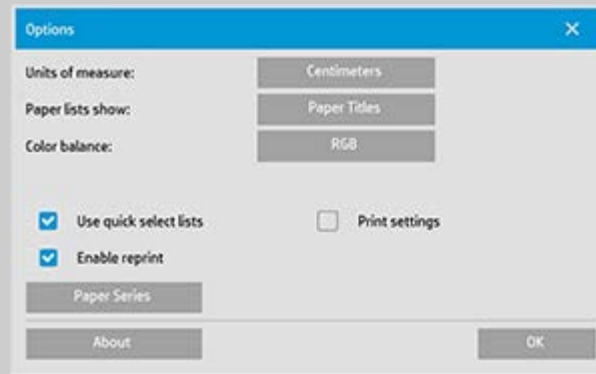 Options
Units of measure: Centimeters
Paper lists show: Paper Titles
Color balance: RGB
Use quick select lists Print settings
Enable reprint
Paper Series
About OK